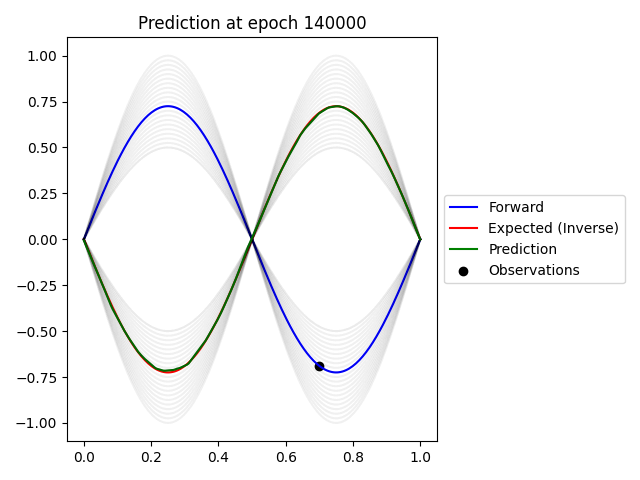 Prediction at epoch 140000
1.00
0.75
0.50
0.25
0.00
−0.25
−0.50
−0.75
−1.00
0.0 0.2 0.4 0.6 0.8 1.0
Forward
Expected (Inverse)
Prediction
Observations